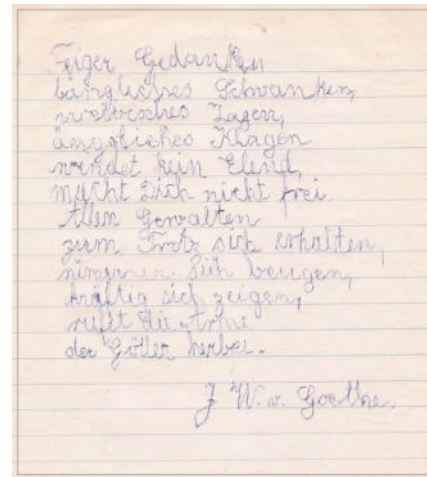 Feiger Gedanken
bängliches Schwanken,
weibisches Zagen,
ängstliches Klagen
wendet kein Elend,
macht dich nicht frei.
Allen Gewalten
zum Trotz sich erhalten,
nimmer sich beugen,
kräftig sich zeigen,
rufet die Arme
der Götter herbei.
J. W. v. Goethe.